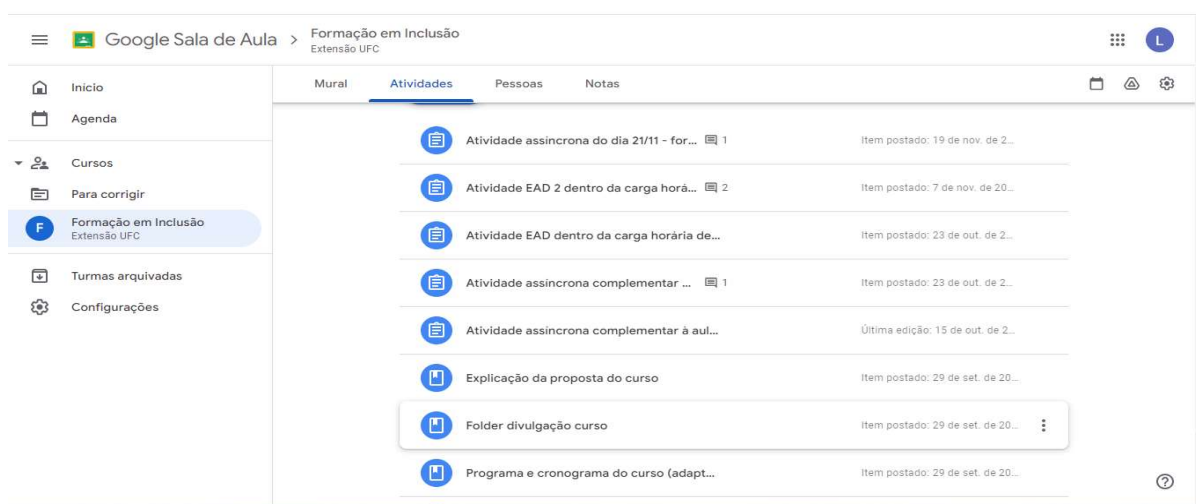 Google Sala de Aula > Formação em Inclusão
Extensão UFC
L
Início
Agenda
Cursos
Para corrigir
F
Formação em Inclusão
Extensão UFC
Turmas arquivadas
Configurações
Mural Atividades Pessoas Notas
Atividade assíncrona do dia 21/11 - for... 1 Item postado: 19 de nov. de 2...
Atividade EAD 2 dentro da carga horá... 2 Item postado: 7 de nov. de 20...
Atividade EAD dentro da carga horária de... Item postado: 23 de out. de 2...
Atividade assíncrona complementar ... 1 Item postado: 23 de out. de 2...
Atividade assíncrona complementar à aul... Última edição: 15 de out. de 2...
Explicação da proposta do curso Item postado: 29 de set. de 20...
Folder divulgação curso Item postado: 29 de set. de 20...
Programa e cronograma do curso (adapt... Item postado: 29 de set. de 20...